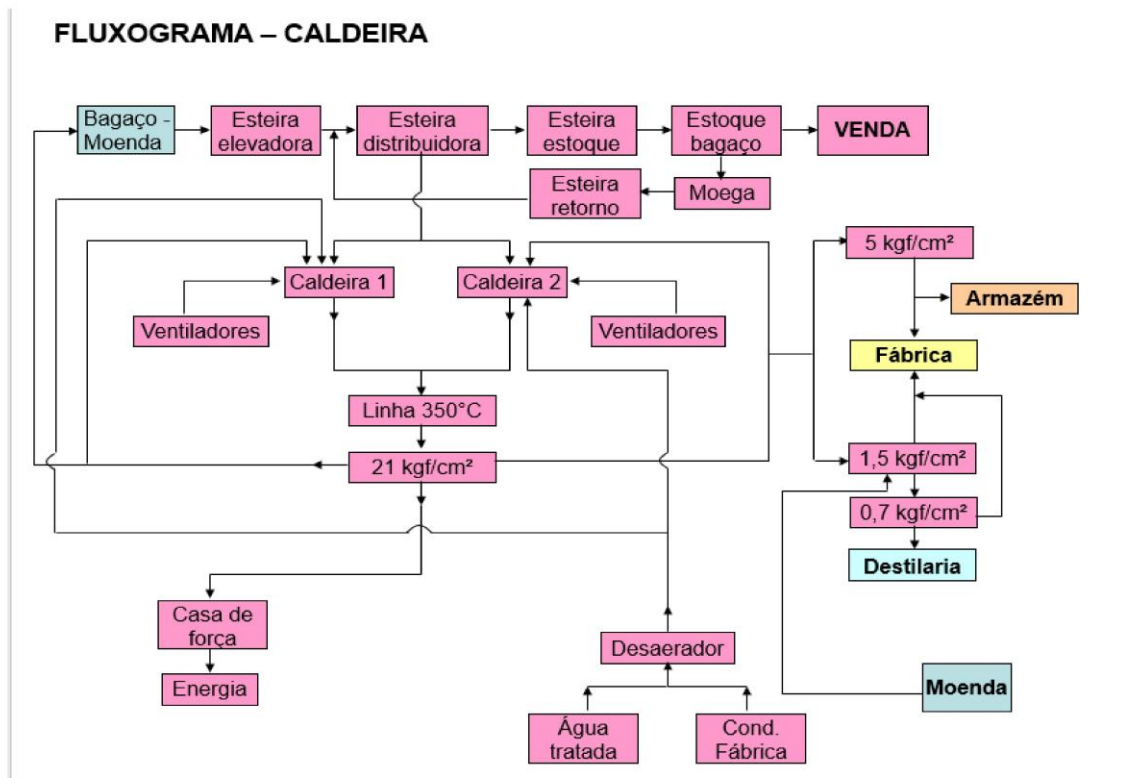 FLUXOGRAMA – CALDEIRA
Bagaço -
Moenda
Esteira
elevadora
Esteira
distribuidora
Esteira
estoque
Estoque
bagaço
VENDA
Esteira
retorno
Moega
5 kgf/cm²
Caldeira 1
Caldeira 2
Armazém
Ventiladores
Ventiladores
Fábrica
Linha 350°C
21 kgf/cm²
1,5 kgf/cm²
0,7 kgf/cm²
Destilaria
Casa de
força
Desaerador
Energia
Moenda
Água
tratada
Cond.
Fábrica